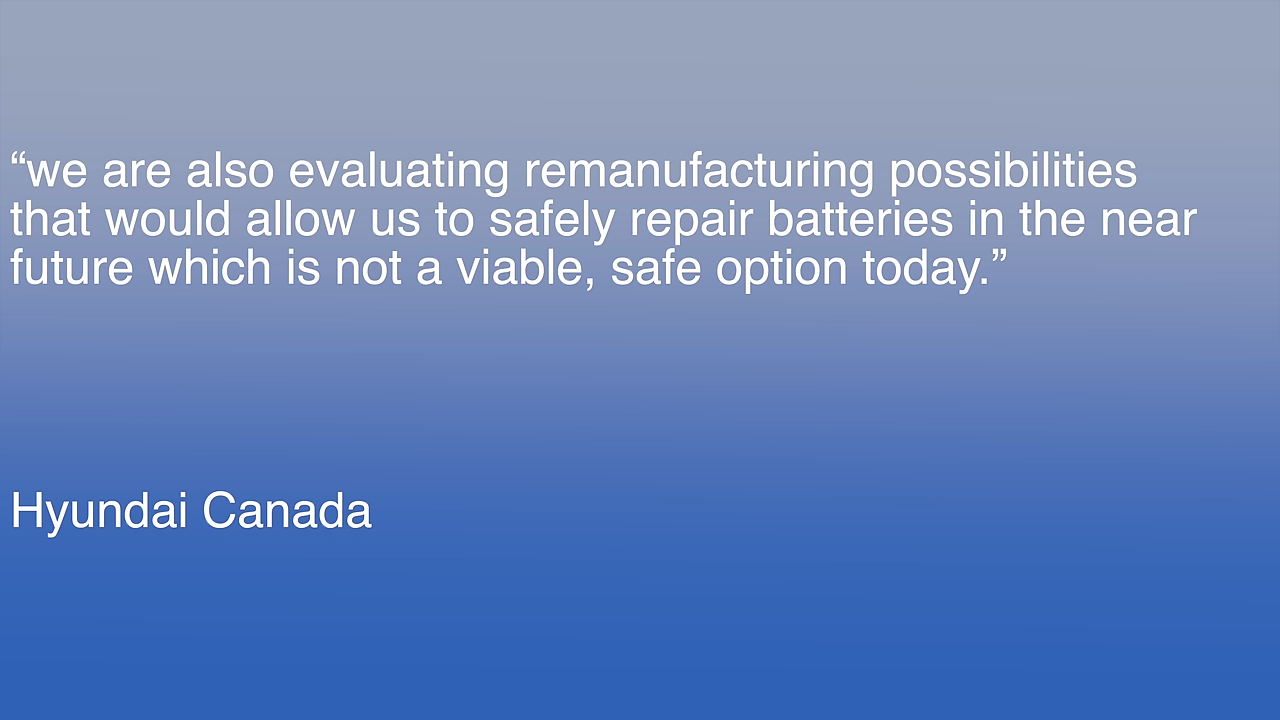 “we are also evaluating remanufacturing possibilities
that would allow us to safely repair batteries in the near
future which is not a viable, safe option today.”
Hyundai Canada